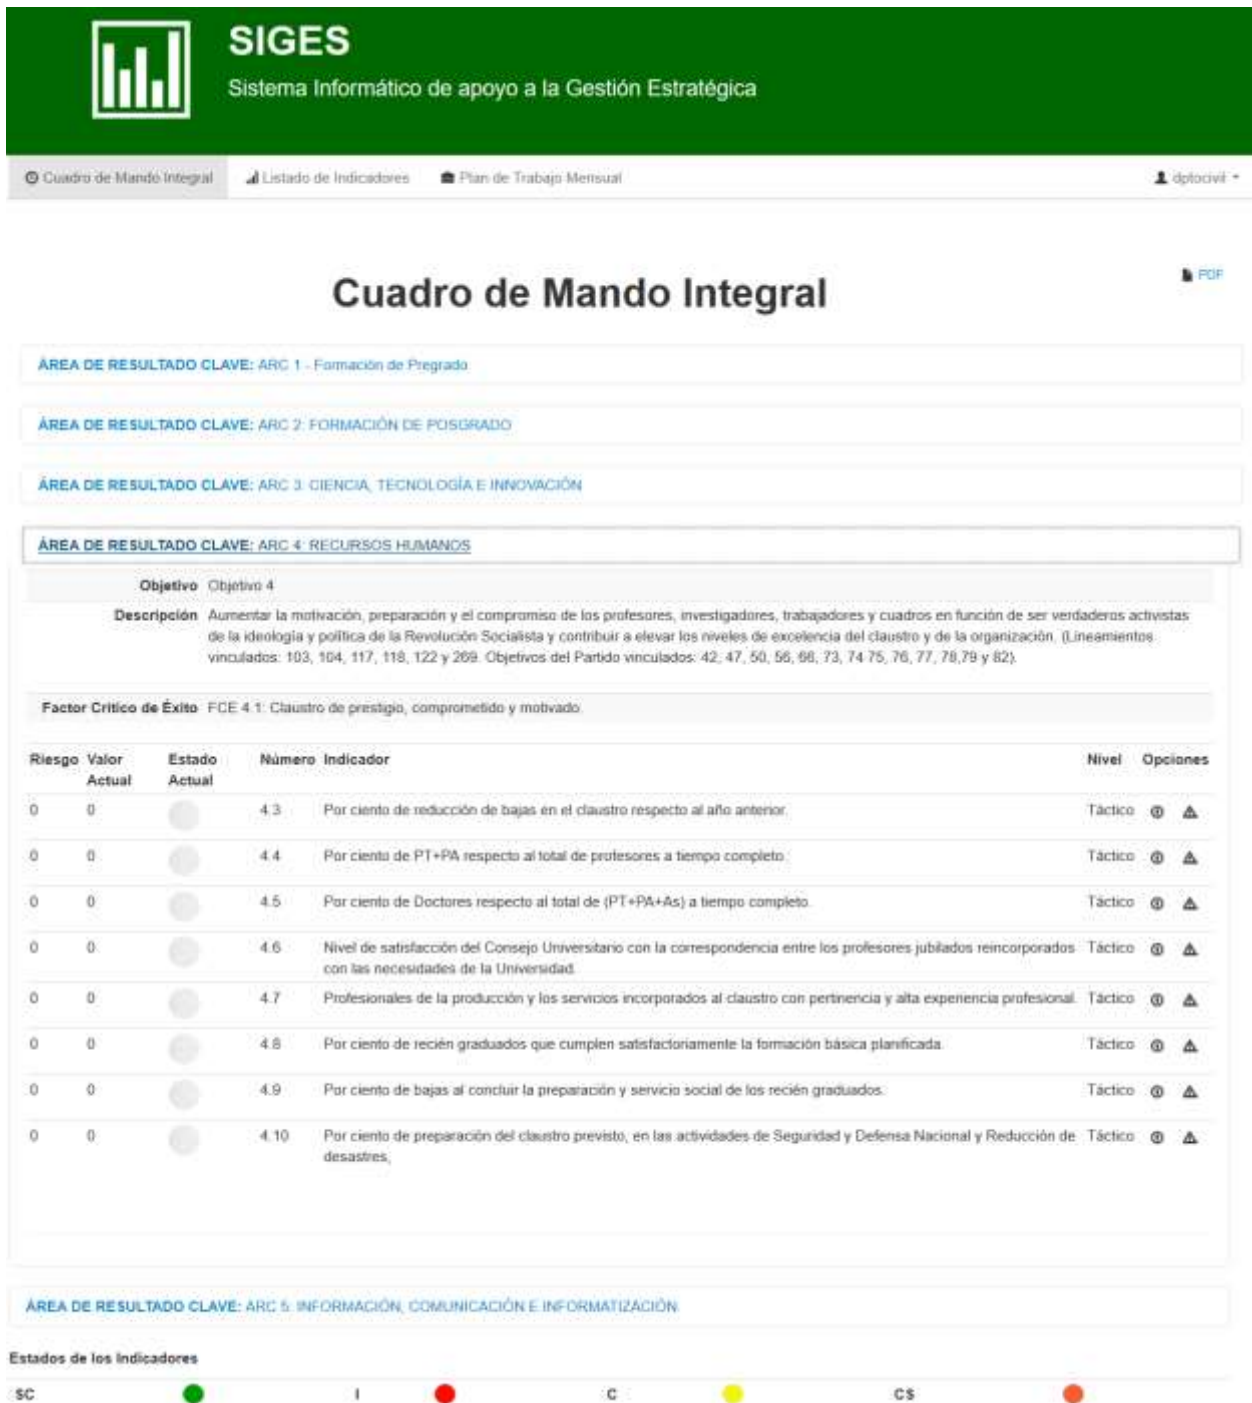 SIGES
Sistema Informático de apoyo a la Gestión Estratégica
Cuadro de Mando Integral
Listado de Indicadores
Plan de Trabajo Mensual
dptocivil
PDF
Cuadro de Mando Integral
ÁREA DE RESULTADO CLAVE: ARC 1 - Formación de Pregrado
ÁREA DE RESULTADO CLAVE: ARC 2: FORMACIÓN DE POSGRADO
ÁREA DE RESULTADO CLAVE: ARC 3: CIENCIA, TECNOLOGÍA E INNOVACIÓN
ÁREA DE RESULTADO CLAVE: ARC 4: RECURSOS HUMANOS
Objetivo Objetivo 4
Descripción Aumentar la motivación, preparación y el compromiso de los profesores, investigadores, trabajadores y cuadros en función de ser verdaderos activistas
de la ideología y política de la Revolución Socialista y contribuir a elevar los niveles de excelencia del claustro y de la organización. (Lineamientos
vinculados: 103, 104, 117, 118, 122 y 269. Objetivos del Partido vinculados: 42, 47, 50, 56, 66, 73, 74 75, 76, 77, 78,79 y 82).
Factor Crítico de Éxito FCE 4.1: Claustro de prestigio, comprometido y motivado.
Riesgo Valor Actual Estado Actual Número Indicador Nivel Opciones
0 0 4.3 Por ciento de reducción de bajas en el claustro respecto al año anterior. Táctico
0 0 4.4 Por ciento de PT+PA respecto al total de profesores a tiempo completo. Táctico
0 0 4.5 Por ciento de Doctores respecto al total de (PT+PA+As) a tiempo completo. Táctico
0 0 4.6 Nivel de satisfacción del Consejo Universitario con la correspondencia entre los profesores jubilados reincorporados Táctico
con las necesidades de la Universidad.
0 0 4.7 Profesionales de la producción y los servicios incorporados al claustro con pertinencia y alta experiencia profesional. Táctico
0 0 4.8 Por ciento de recién graduados que cumplen satisfactoriamente la formación básica planificada. Táctico
0 0 4.9 Por ciento de bajas al concluir la preparación y servicio social de los recién graduados. Táctico
0 0 4.10 Por ciento de preparación del claustro previsto, en las actividades de Seguridad y Defensa Nacional y Reducción de Táctico
desastres,
ÁREA DE RESULTADO CLAVE: ARC 5: INFORMACIÓN, COMUNICACIÓN E INFORMATIZACIÓN
Estados de los Indicadores
SC I C CS